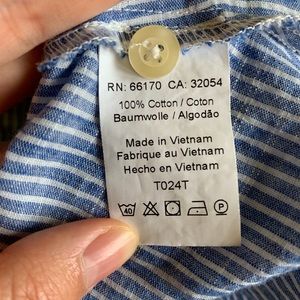 RN: 66170 CA: 32054
100% Cotton / Coton
Baumwolle / Algodão
Made in Vietnam
Fabrique au Vietnam
Hecho en Vietnam
T024T
40